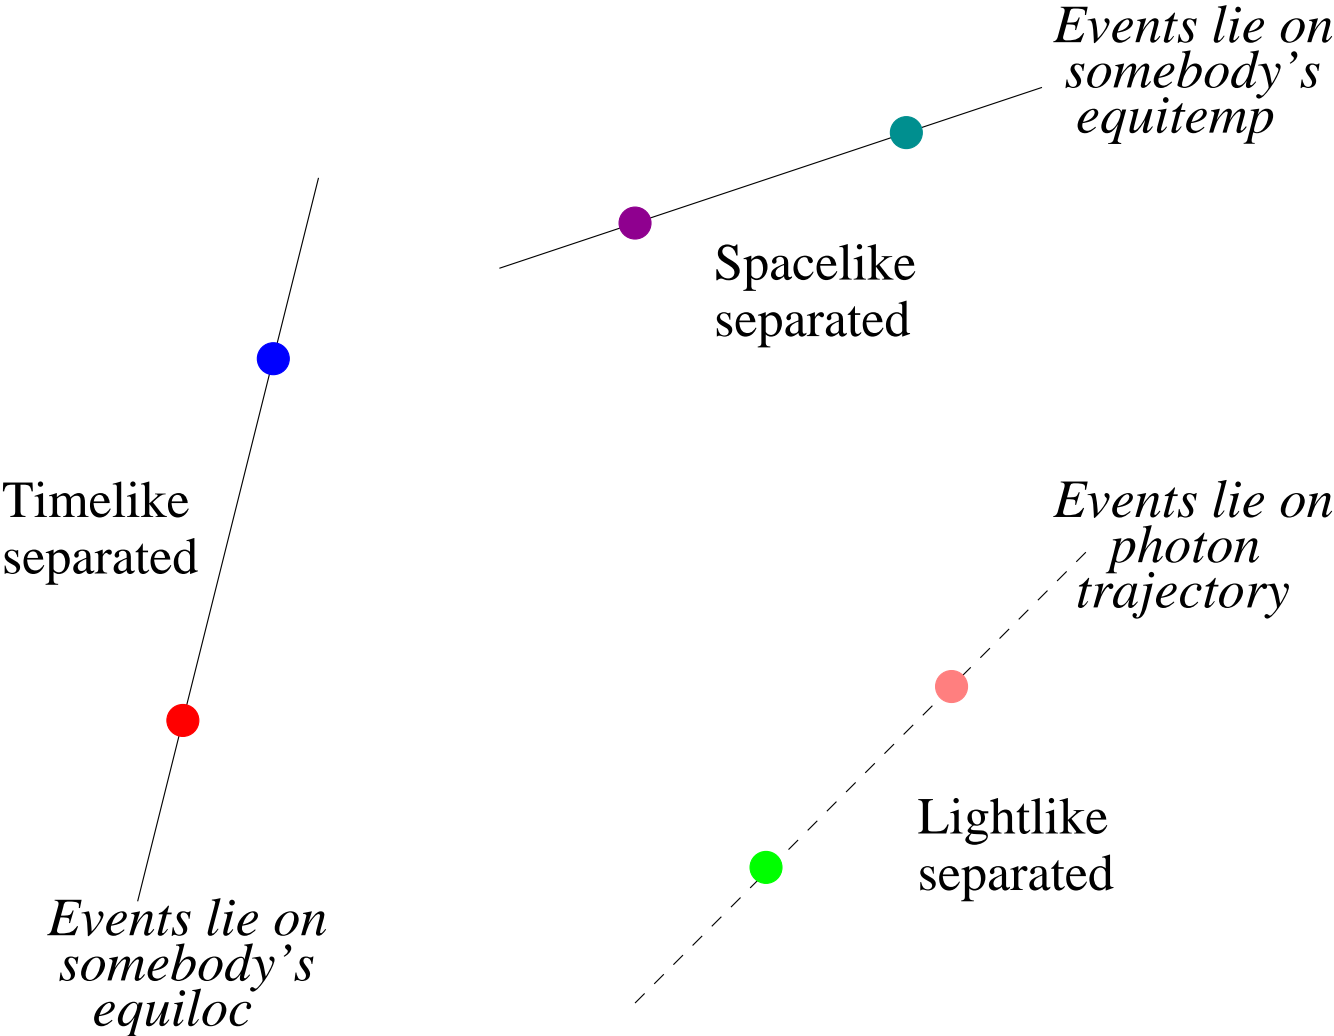 Events lie on
somebody’s
equitemp
Spacelike
separated
Timelike
separated
Events lie on
photon
trajectory
Lightlike
separated
Events lie on
somebody’s
equiloc